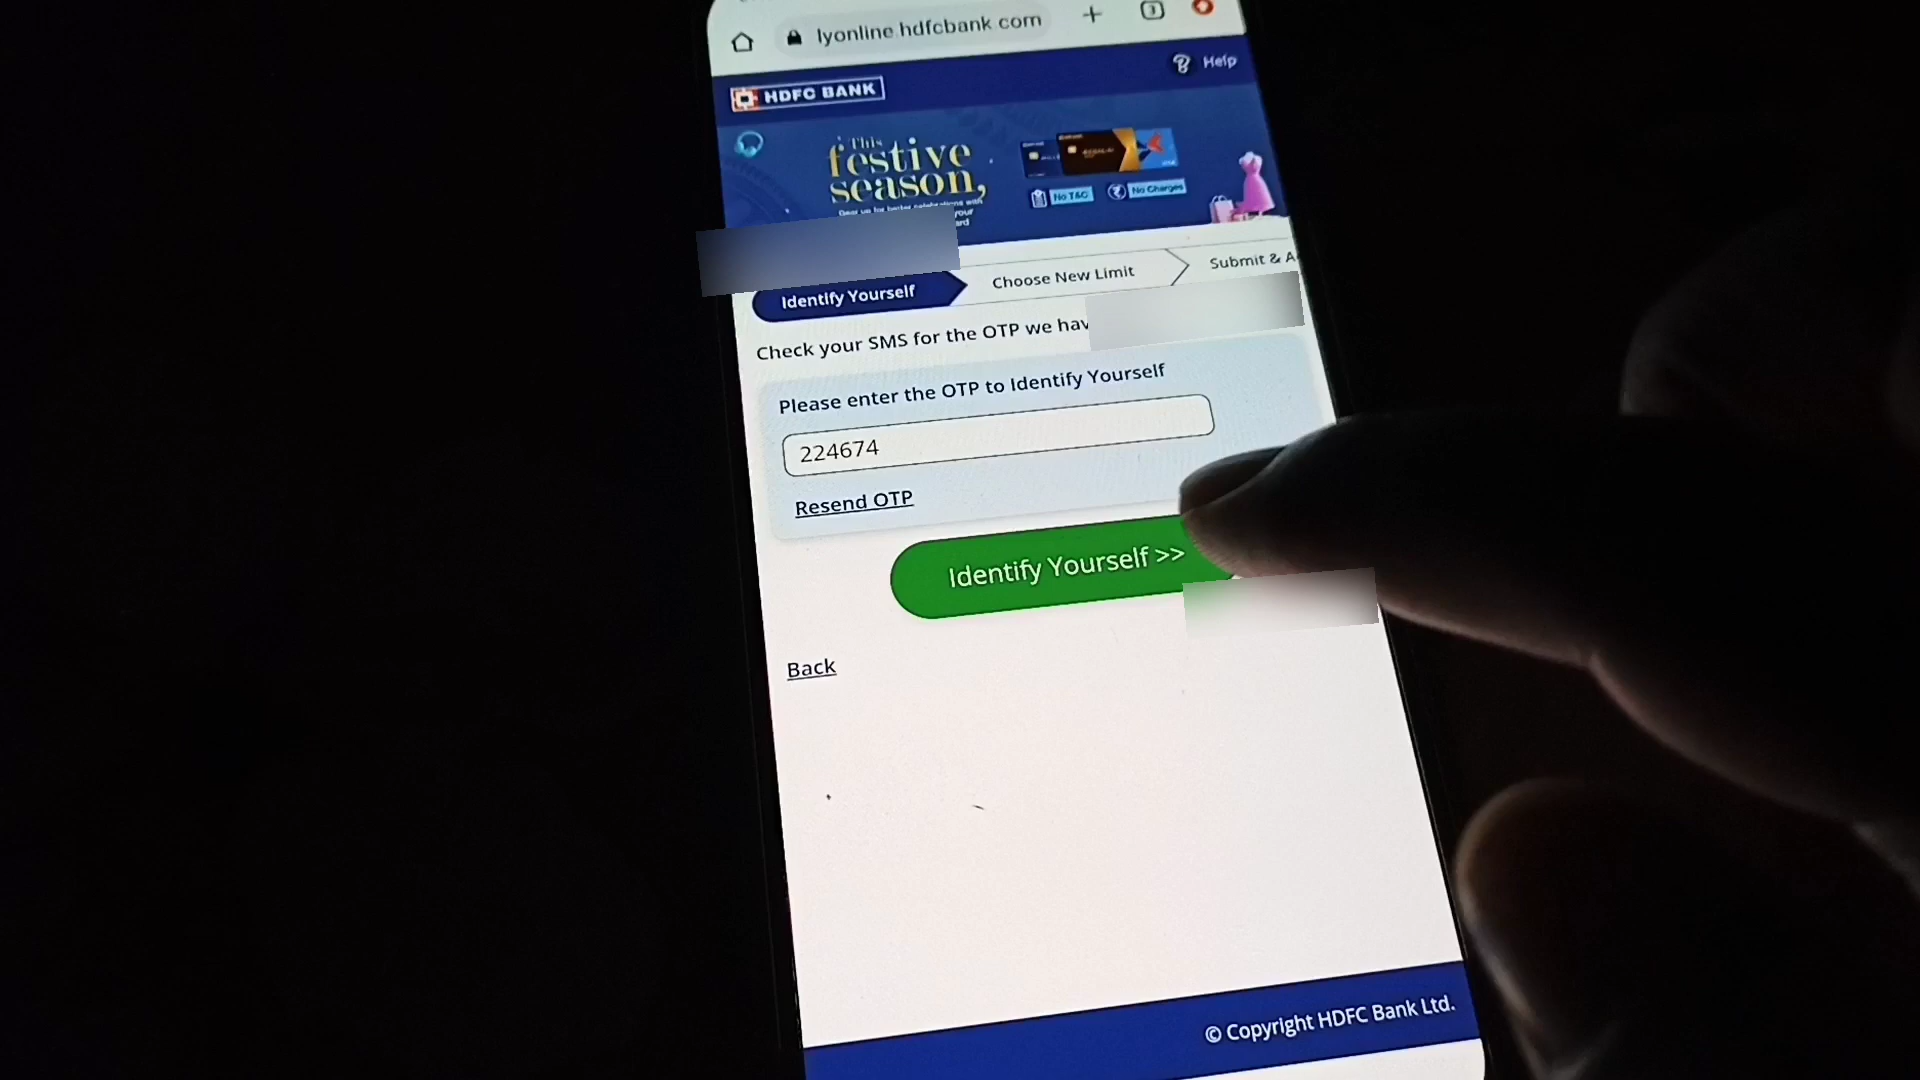 lyonline.hdfcbank.com
3
HDFC BANK
Help
This
festive
season,
your
No T&C
No Charges
Identify Yourself
Choose New Limit
Submit & A
Check your SMS for the OTP we hav
Please enter the OTP to Identify Yourself
224674
Resend OTP
Identify Yourself >>
Back
© Copyright HDFC Bank Ltd.